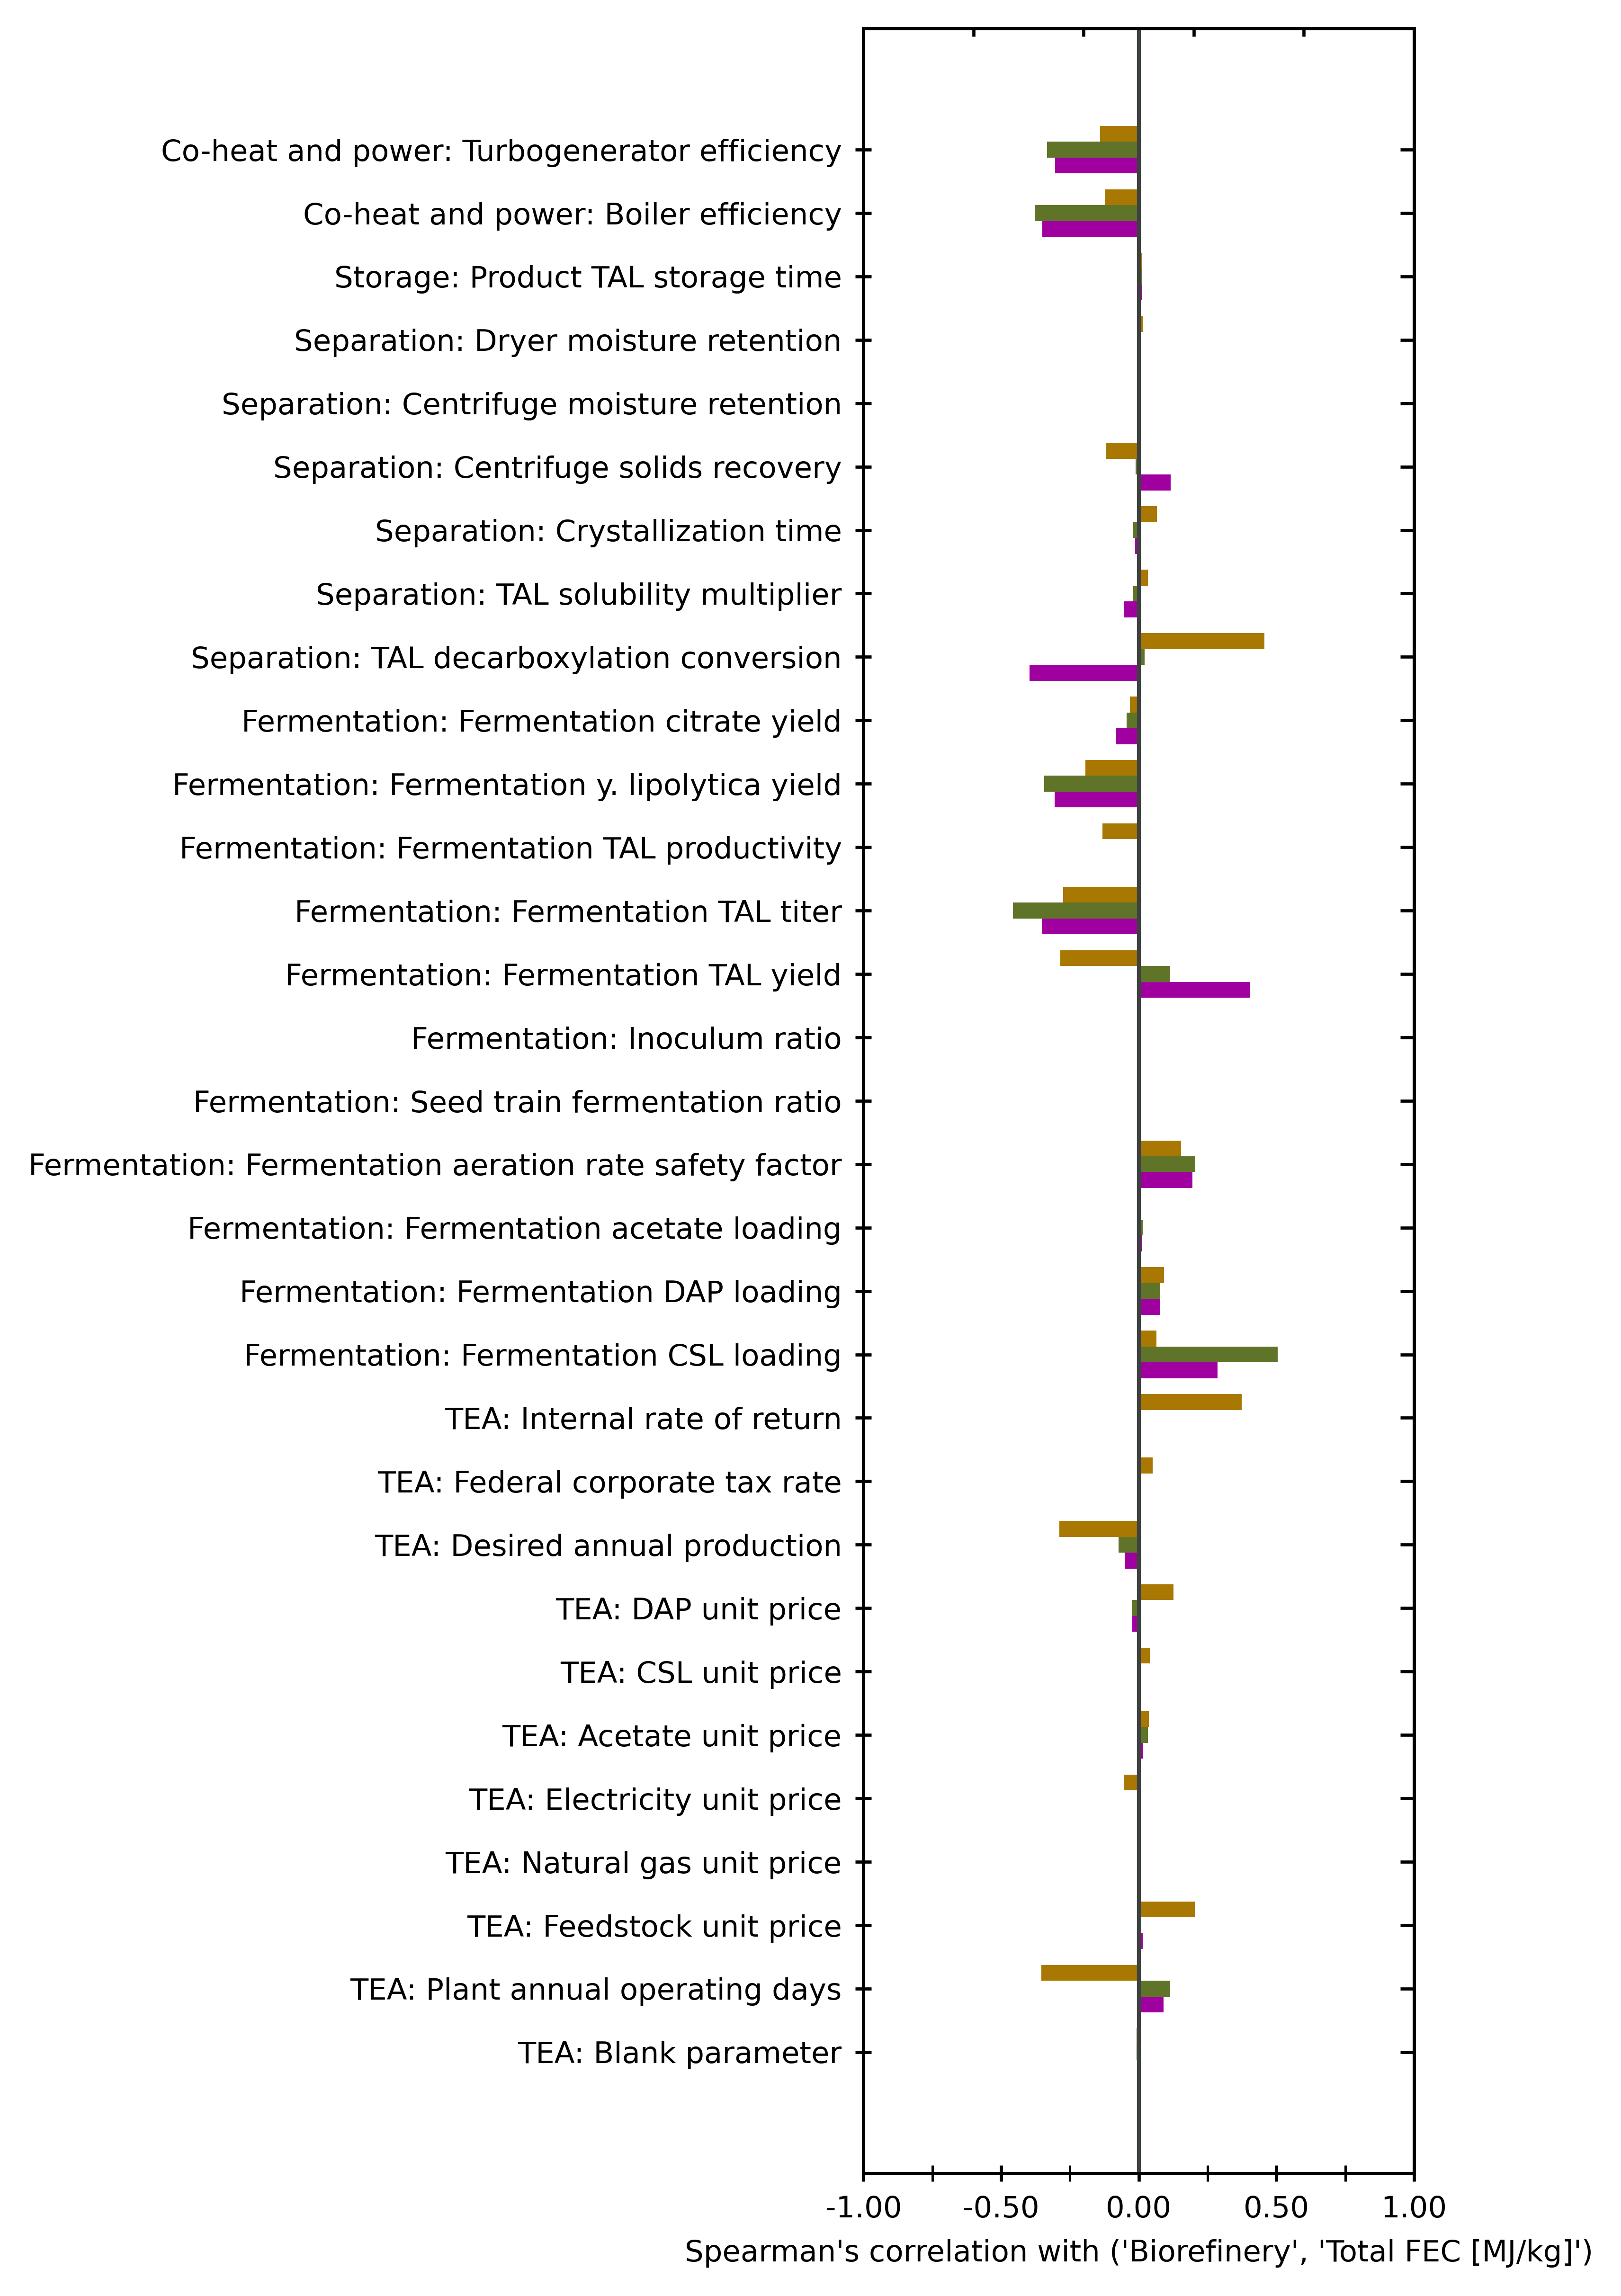 Co-heat and power: Turbogenerator efficiency
Co-heat and power: Boiler efficiency
Storage: Product TAL storage time
Separation: Dryer moisture retention
Separation: Centrifuge moisture retention
Separation: Centrifuge solids recovery
Separation: Crystallization time
Separation: TAL solubility multiplier
Separation: TAL decarboxylation conversion
Fermentation: Fermentation citrate yield
Fermentation: Fermentation y. lipolytica yield
Fermentation: Fermentation TAL productivity
Fermentation: Fermentation TAL titer
Fermentation: Fermentation TAL yield
Fermentation: Inoculum ratio
Fermentation: Seed train fermentation ratio
Fermentation: Fermentation aeration rate safety factor
Fermentation: Fermentation acetate loading
Fermentation: Fermentation DAP loading
Fermentation: Fermentation CSL loading
TEA: Internal rate of return
TEA: Federal corporate tax rate
TEA: Desired annual production
TEA: DAP unit price
TEA: CSL unit price
TEA: Acetate unit price
TEA: Electricity unit price
TEA: Natural gas unit price
TEA: Feedstock unit price
TEA: Plant annual operating days
TEA: Blank parameter
-1.00 -0.50 0.00 0.50 1.00
Spearman's correlation with ('Biorefinery', 'Total FEC [MJ/kg]')